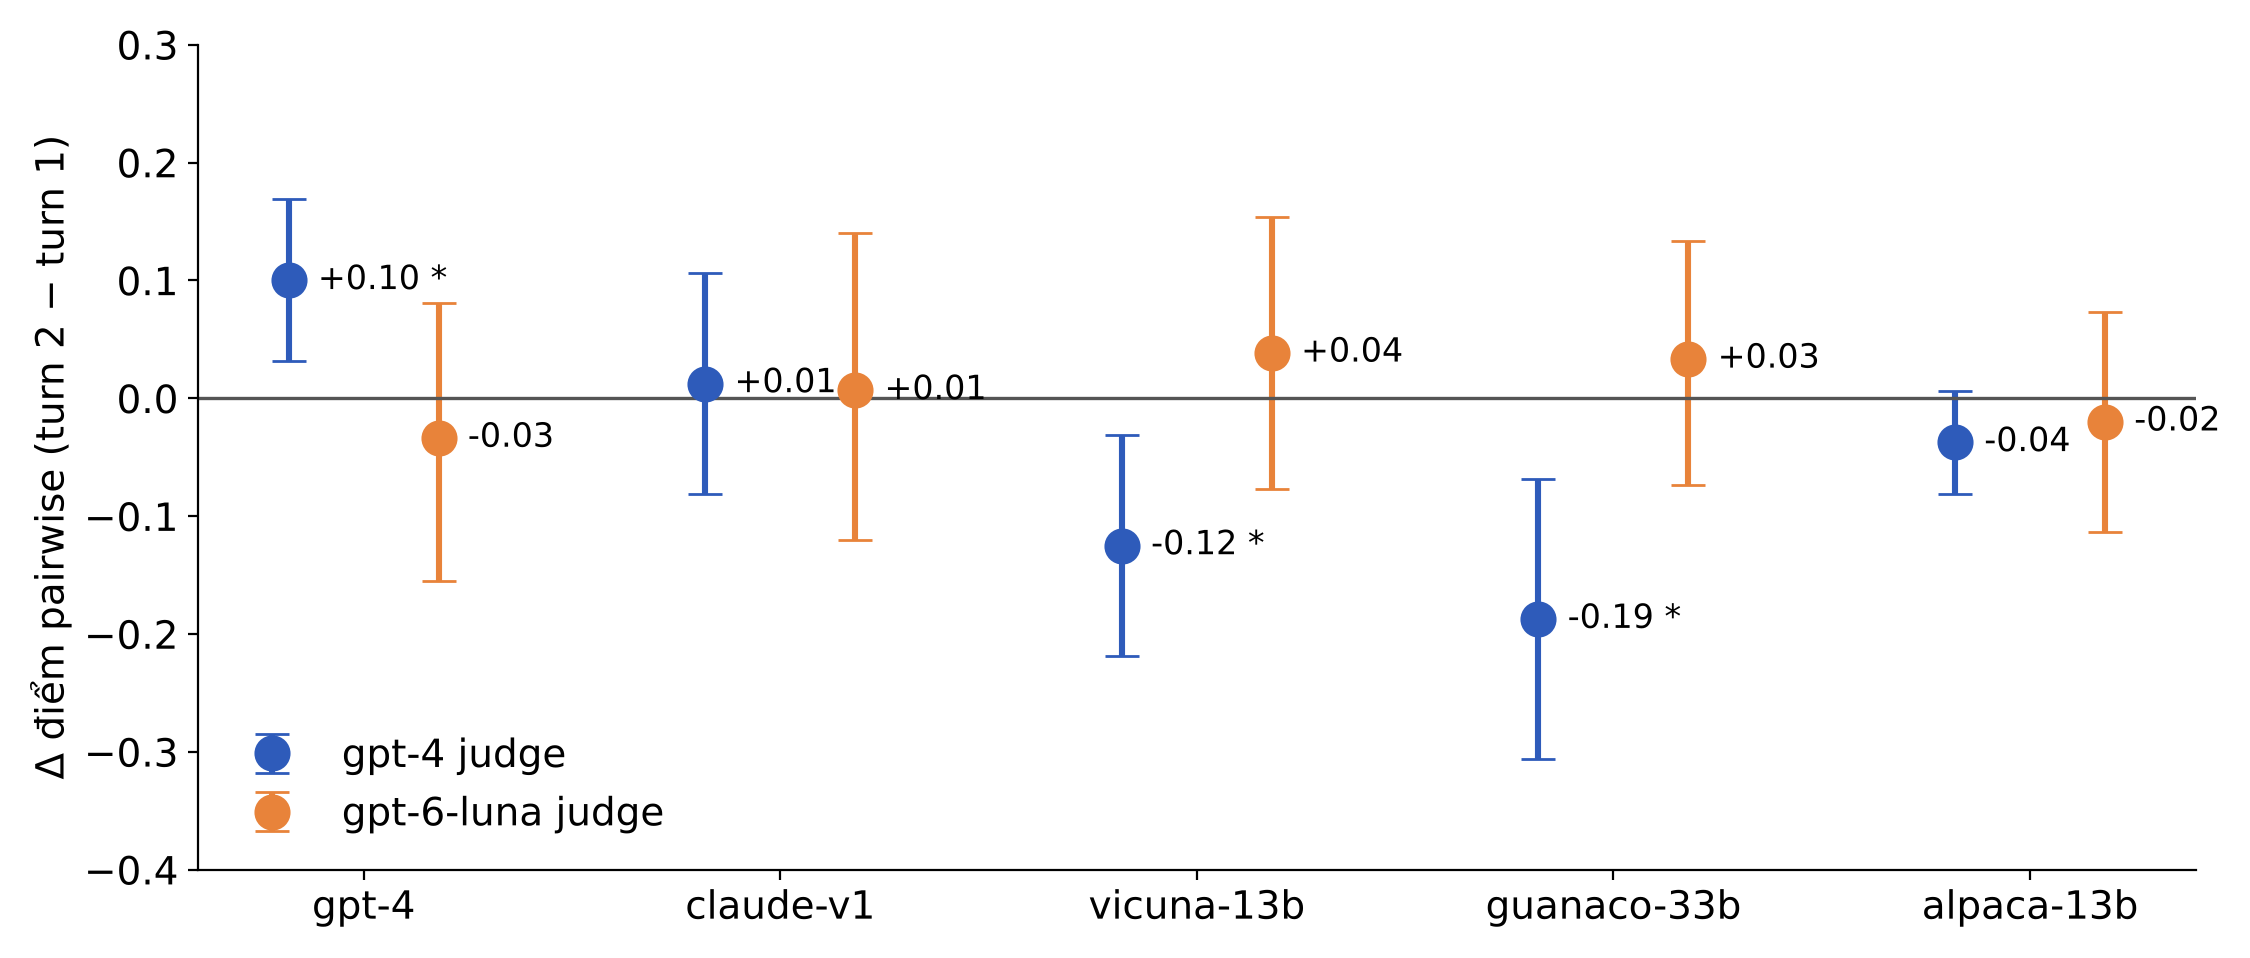 Δ điểm pairwise (turn 2 − turn 1)
0.3
0.2
0.1
0.0
−0.1
−0.2
−0.3
−0.4
+0.10 *
-0.03
+0.01
+0.01
-0.12 *
+0.04
-0.19 *
+0.03
-0.04
-0.02
gpt-4 judge
gpt-6-luna judge
gpt-4
claude-v1
vicuna-13b
guanaco-33b
alpaca-13b